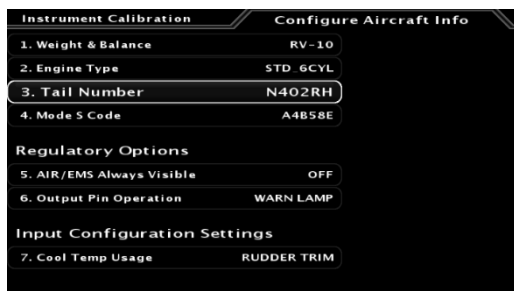 Instrument Calibration
Configure Aircraft Info
1. Weight & Balance RV-10
2. Engine Type STD_6CYL
3. Tail Number N402RH
4. Mode S Code A4B58E
Regulatory Options
5. AIR/EMS Always Visible OFF
6. Output Pin Operation WARN LAMP
Input Configuration Settings
7. Cool Temp Usage RUDDER TRIM